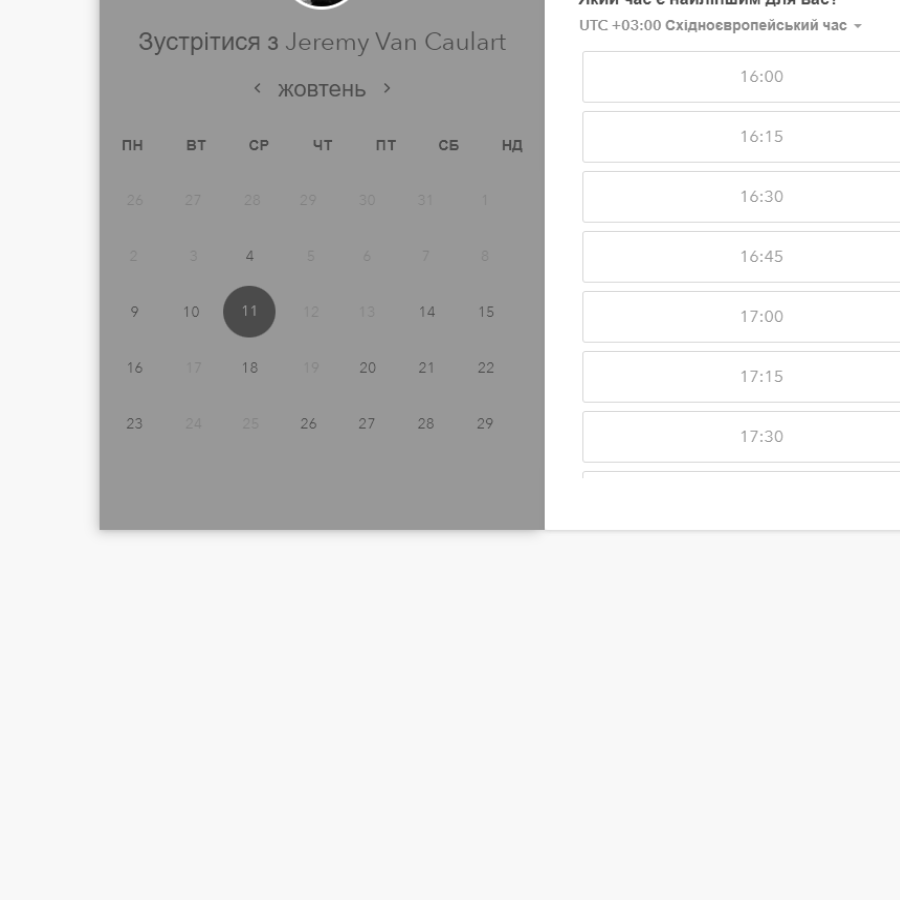 Зустрітися з Jeremy Van Caulart
жовтень
ПН ВТ СР ЧТ ПТ СБ НД
26 27 28 29 30 31 1
2 3 4 5 6 7 8
9 10 11 12 13 14 15
16 17 18 19 20 21 22
23 24 25 26 27 28 29
Який час є найліпшим для вас?
UTC +03:00 Східноєвропейський час
16:00
16:15
16:30
16:45
17:00
17:15
17:30